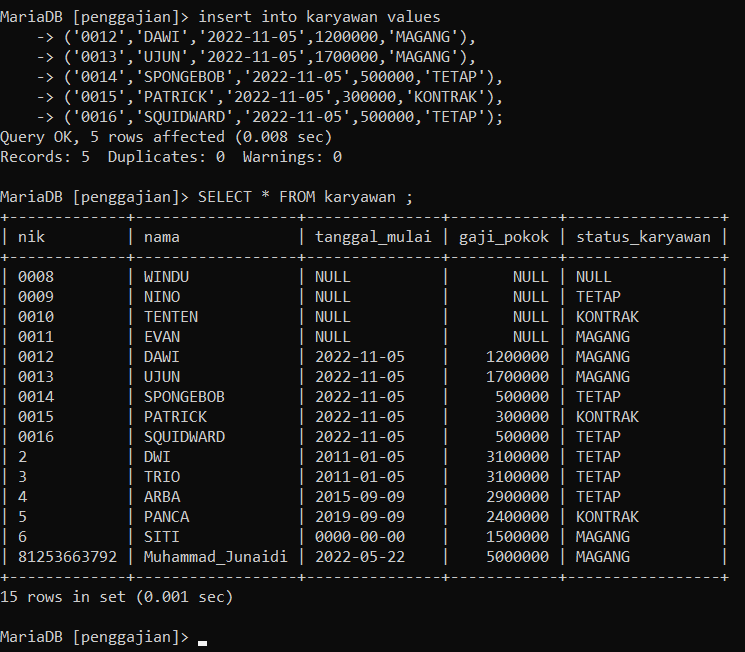 MariaDB [penggajian]> insert into karyawan values
    -> ('0012','DAWI','2022-11-05',1200000,'MAGANG'),
    -> ('0013','UJUN','2022-11-05',1700000,'MAGANG'),
    -> ('0014','SPONGEBOB','2022-11-05',500000,'TETAP'),
    -> ('0015','PATRICK','2022-11-05',300000,'KONTRAK'),
    -> ('0016','SQUIDWARD','2022-11-05',500000,'TETAP');
Query OK, 5 rows affected (0.008 sec)
Records: 5  Duplicates: 0  Warnings: 0

MariaDB [penggajian]> SELECT * FROM karyawan ;
+-------------+------------------+---------------+------------+-----------------+
| nik         | nama             | tanggal_mulai | gaji_pokok | status_karyawan |
+-------------+------------------+---------------+------------+-----------------+
| 0008        | WINDU            | NULL          |       NULL | NULL            |
| 0009        | NINO             | NULL          |       NULL | TETAP           |
| 0010        | TENTEN           | NULL          |       NULL | KONTRAK         |
| 0011        | EVAN             | NULL          |       NULL | MAGANG          |
| 0012        | DAWI             | 2022-11-05    |    1200000 | MAGANG          |
| 0013        | UJUN             | 2022-11-05    |    1700000 | MAGANG          |
| 0014        | SPONGEBOB        | 2022-11-05    |     500000 | TETAP           |
| 0015        | PATRICK          | 2022-11-05    |     300000 | KONTRAK         |
| 0016        | SQUIDWARD        | 2022-11-05    |     500000 | TETAP           |
| 2           | DWI              | 2011-01-05    |    3100000 | TETAP           |
| 3           | TRIO             | 2011-01-05    |    3100000 | TETAP           |
| 4           | ARBA             | 2015-09-09    |    2900000 | TETAP           |
| 5           | PANCA            | 2019-09-09    |    2400000 | KONTRAK         |
| 6           | SITI             | 0000-00-00    |    1500000 | MAGANG          |
| 81253663792 | Muhammad_Junaidi | 2022-05-22    |    5000000 | MAGANG          |
+-------------+------------------+---------------+------------+-----------------+
15 rows in set (0.001 sec)

MariaDB [penggajian]> _